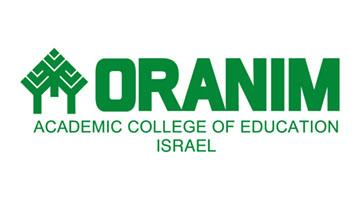 ORANIM
ACADEMIC COLLEGE OF EDUCATION
ISRAEL